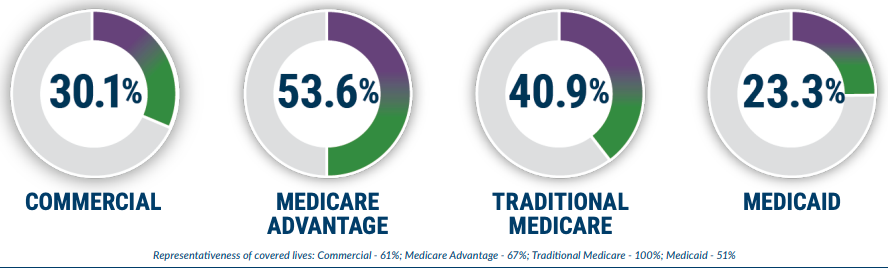 30.1%
53.6%
40.9%
23.3%
COMMERCIAL
MEDICARE
ADVANTAGE
TRADITIONAL
MEDICARE
MEDICAID
Representativeness of covered lives: Commercial - 61%; Medicare Advantage - 67%; Traditional Medicare - 100%; Medicaid - 51%